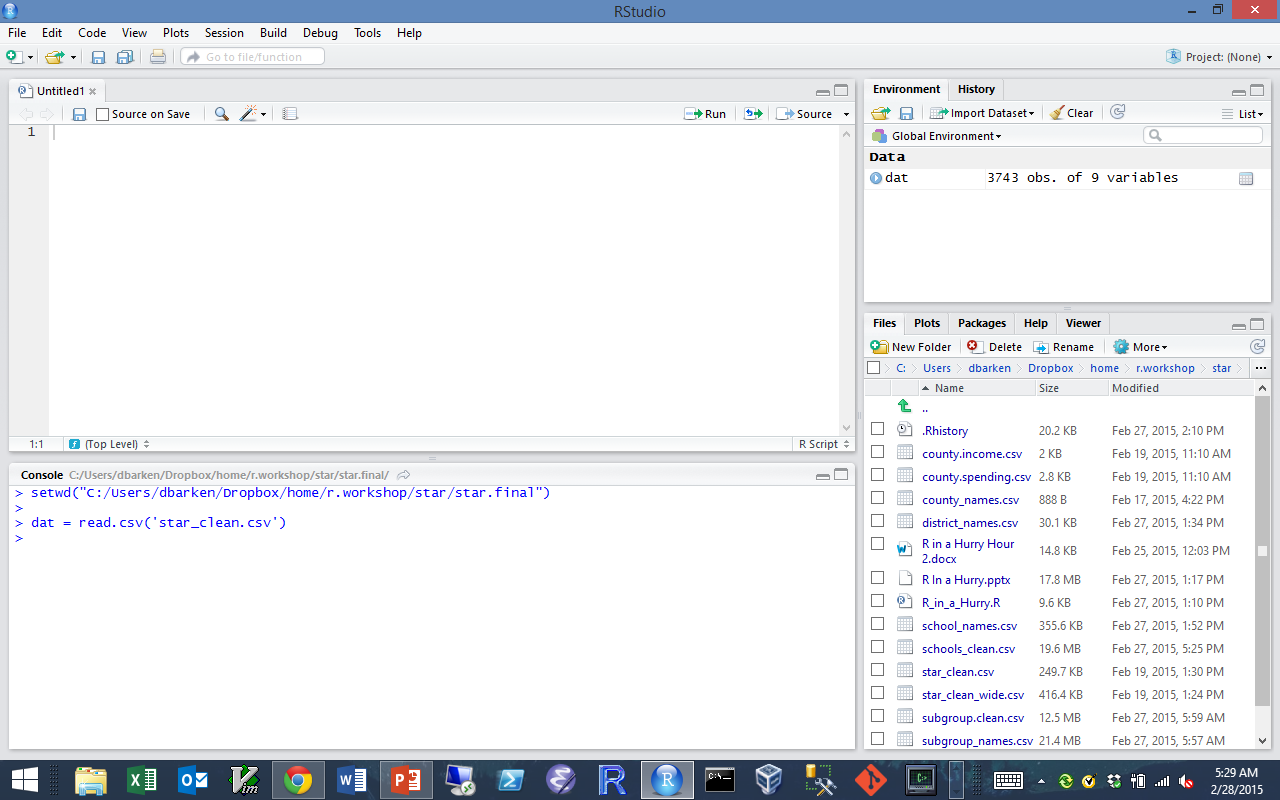 RStudio
File Edit Code View Plots Session Build Debug Tools Help
Go to file/function
Project: (None)
Untitled1
Source on Save
Run
Source
1
1:1
(Top Level)
R Script
Console C:/Users/dbarken/Dropbox/home/r.workshop/star/star.final/
> setwd("C:/Users/dbarken/Dropbox/home/r.workshop/star/star.final")
>
> dat = read.csv('star_clean.csv')
>
Environment History
Import Dataset
Clear
List
Global Environment
Data
dat 3743 obs. of 9 variables
Files Plots Packages Help Viewer
New Folder Delete Rename More
C: Users dbarken Dropbox home r.workshop star ...
Name Size Modified
..
.Rhistory 20.2 KB Feb 27, 2015, 2:10 PM
county.income.csv 2 KB Feb 19, 2015, 11:10 AM
county.spending.csv 2.8 KB Feb 19, 2015, 11:10 AM
county_names.csv 888 B Feb 17, 2015, 4:22 PM
district_names.csv 30.1 KB Feb 27, 2015, 1:34 PM
R in a Hurry Hour
2.docx 14.8 KB Feb 25, 2015, 12:03 PM
R In a Hurry.pptx 17.8 MB Feb 27, 2015, 1:17 PM
R_in_a_Hurry.R 9.6 KB Feb 27, 2015, 1:10 PM
school_names.csv 355.6 KB Feb 27, 2015, 1:52 PM
schools_clean.csv 19.6 MB Feb 27, 2015, 5:25 PM
star_clean.csv 249.7 KB Feb 19, 2015, 1:30 PM
star_clean_wide.csv 416.4 KB Feb 19, 2015, 1:24 PM
subgroup.clean.csv 12.5 MB Feb 27, 2015, 5:59 AM
subgroup_names.csv 21.4 MB Feb 27, 2015, 5:57 AM
5:29 AM
2/28/2015